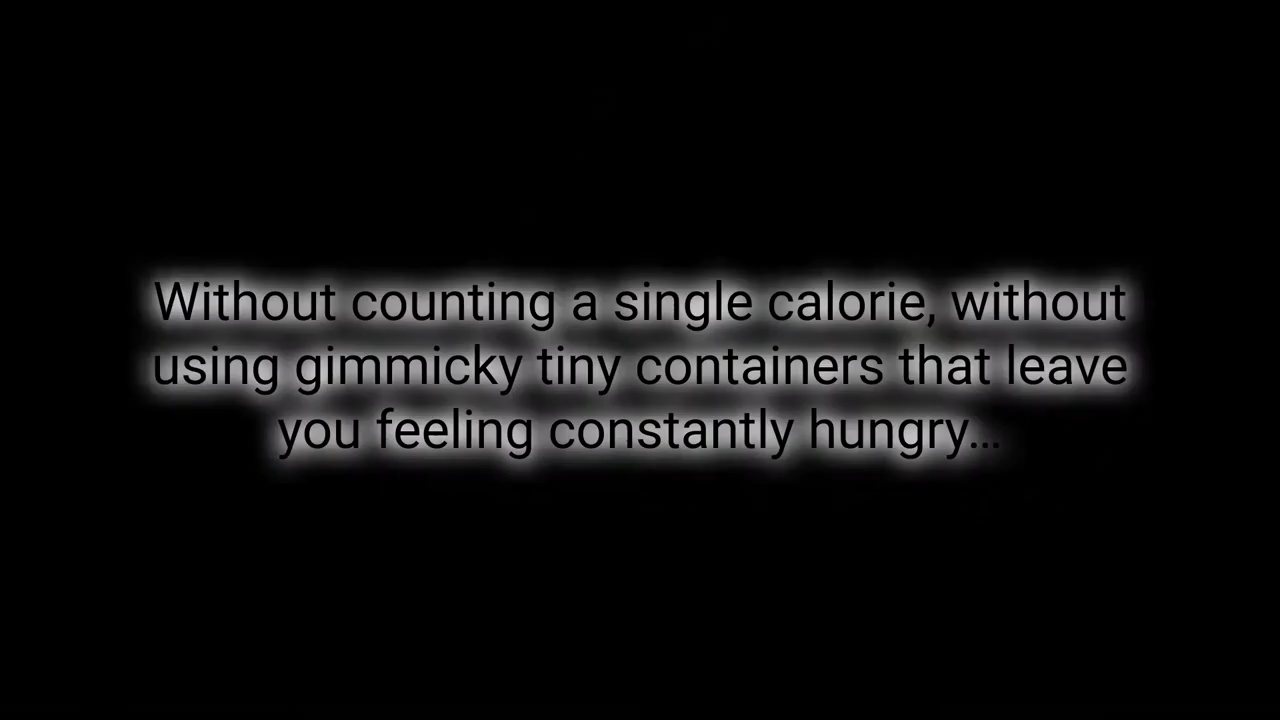 Without counting a single calorie, without
using gimmicky tiny containers that leave
you feeling constantly hungry…